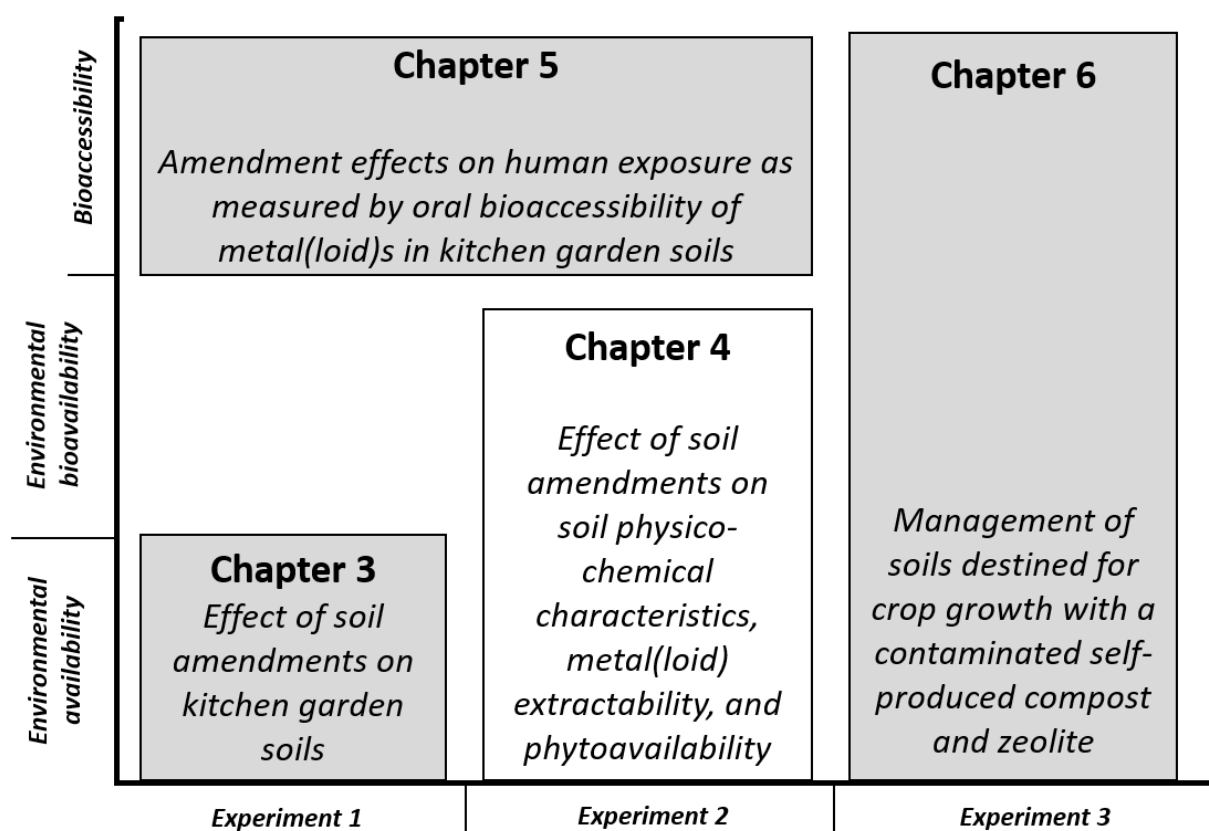 Bioaccessibility
Environmental
bioavailability
Environmental
availability
Chapter 5
Amendment effects on human exposure as
measured by oral bioaccessibility of
metal(loid)s in kitchen garden soils
Chapter 6
Management of
soils destined for
crop growth with a
contaminated self-
produced compost
and zeolite
Chapter 4
Effect of soil
amendments on
soil physico-
chemical
characteristics,
metal(loid)
extractability, and
phytoavailability
Chapter 3
Effect of soil
amendments on
kitchen garden
soils
Experiment 1
Experiment 2
Experiment 3